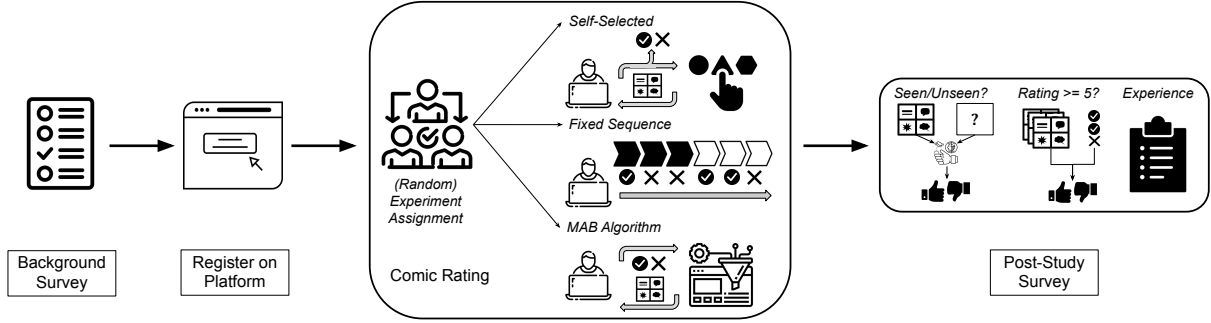 Background
Survey
Register on
Platform
(Random)
Experiment
Assignment
Comic Rating
Self-Selected
Fixed Sequence
MAB Algorithm
Seen/Unseen?
?
Rating >= 5?
Experience
Post-Study
Survey